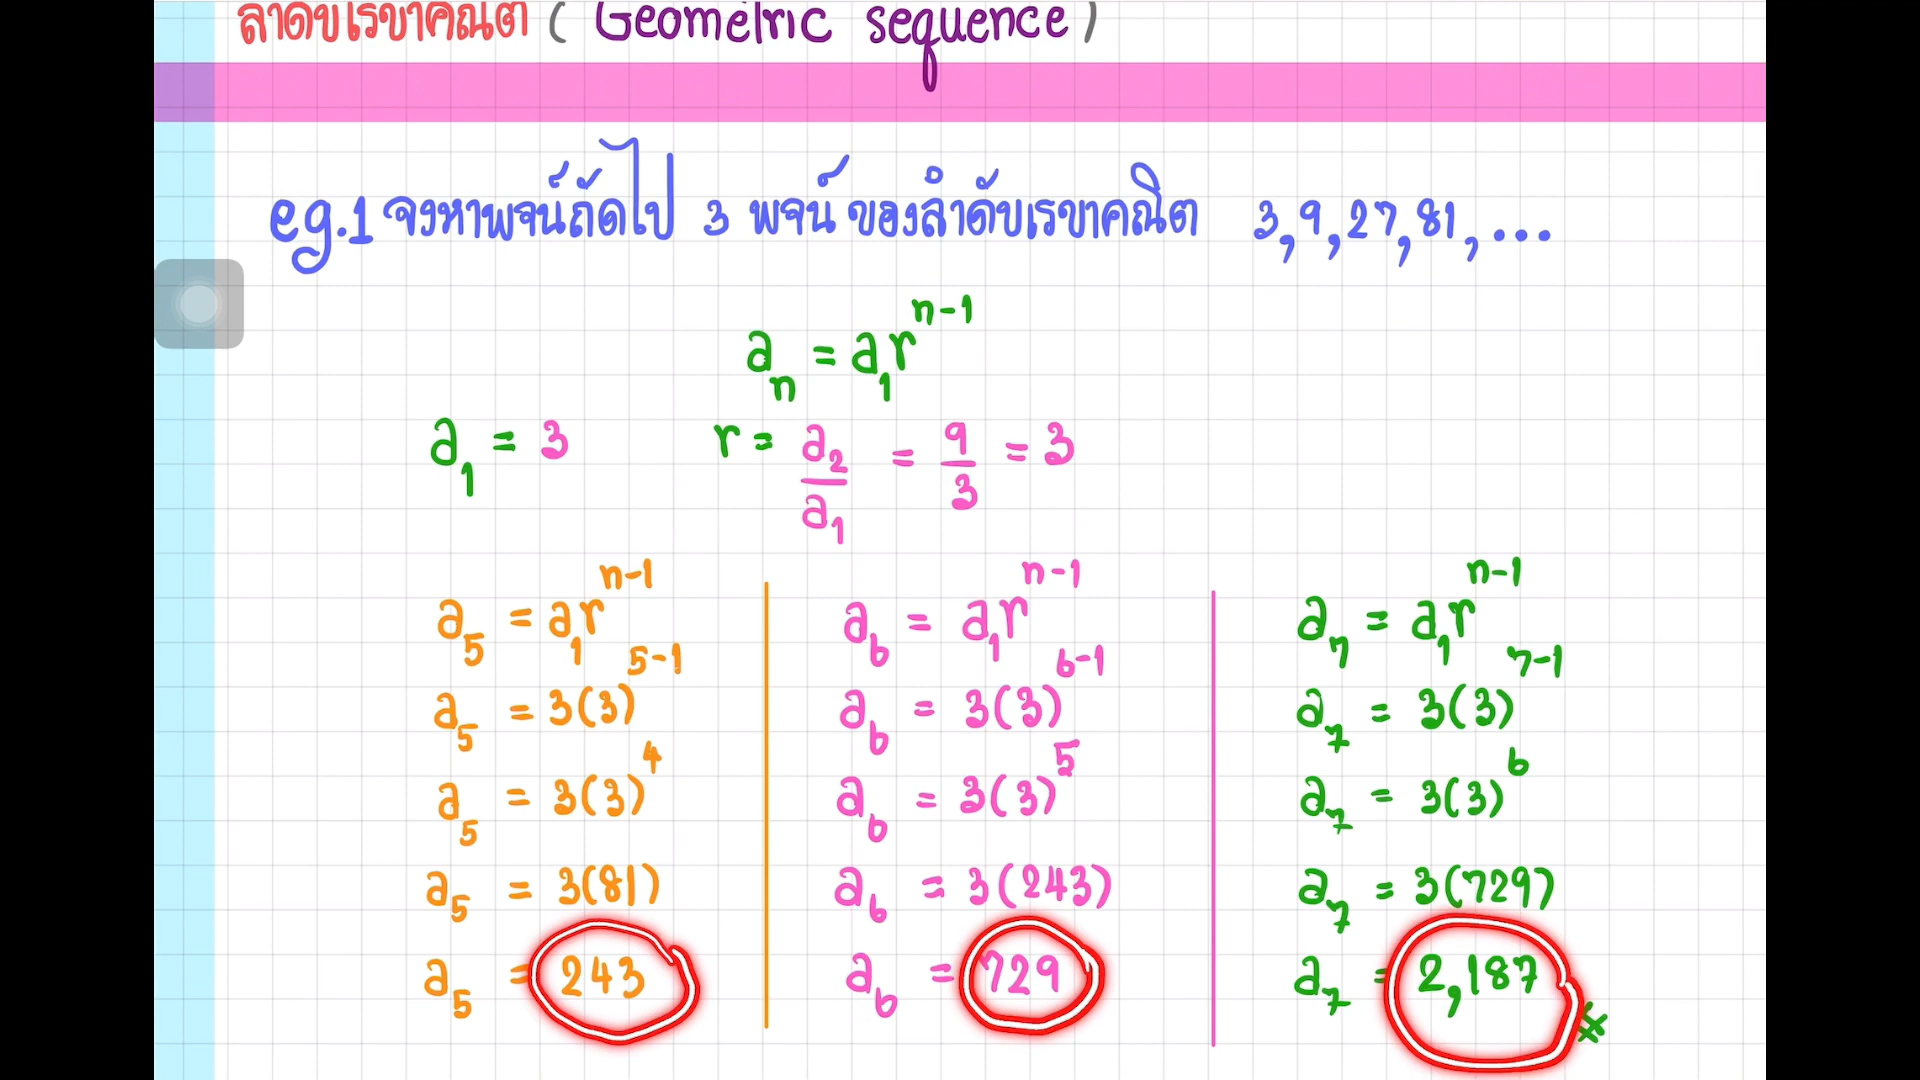 ลำดับเรขาคณิต ( Geometric sequence )
eg.1 จงหาพจน์ถัดไป 3 พจน์ ของลำดับเรขาคณิต 3, 9, 27, 81, ...
aₙ = a₁rⁿ⁻¹
a₁ = 3 r = a₂/a₁ = 9/3 = 3
a₅ = a₁rⁿ⁻¹
a₅ = 3(3)⁵⁻¹
a₅ = 3(3)⁴
a₅ = 3(81)
a₅ = 243
a₆ = a₁rⁿ⁻¹
a₆ = 3(3)⁶⁻¹
a₆ = 3(3)⁵
a₆ = 3(243)
a₆ = 729
a₇ = a₁rⁿ⁻¹
a₇ = 3(3)⁷⁻¹
a₇ = 3(3)⁶
a₇ = 3(729)
a₇ = 2,187